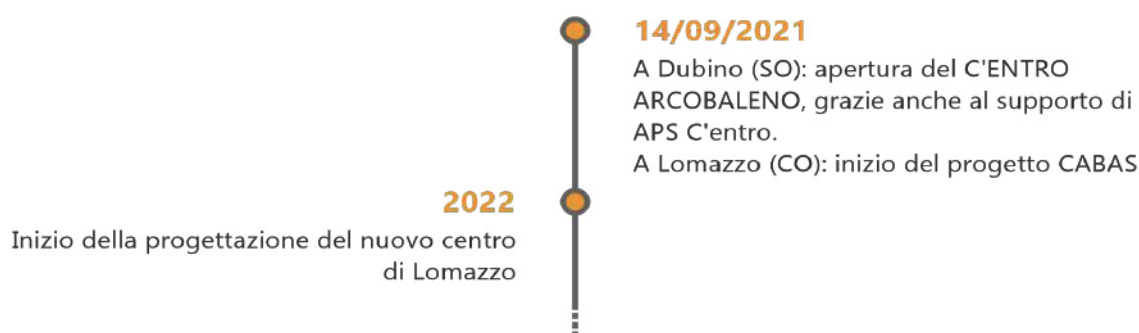 14/09/2021
A Dubino (SO): apertura del C'ENTRO
ARCOBALENO, grazie anche al supporto di
APS C'entro.
A Lomazzo (CO): inizio del progetto CABAS
2022
Inizio della progettazione del nuovo centro
di Lomazzo